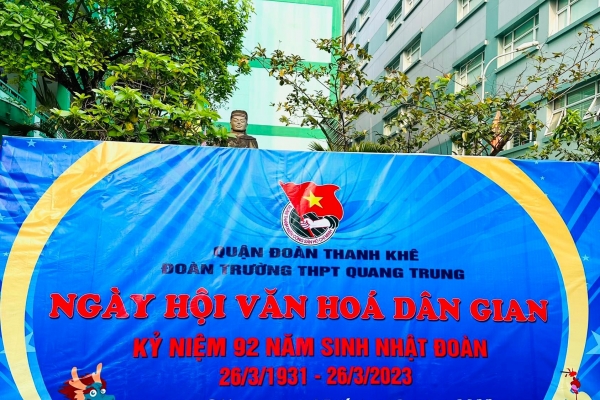 QUẬN ĐOÀN THANH KHÊ
ĐOÀN TRƯỜNG THPT QUANG TRUNG
NGÀY HỘI VĂN HOÁ DÂN GIAN
KỶ NIỆM 92 NĂM SINH NHẬT ĐOÀN
26/3/1931 - 26/3/2023